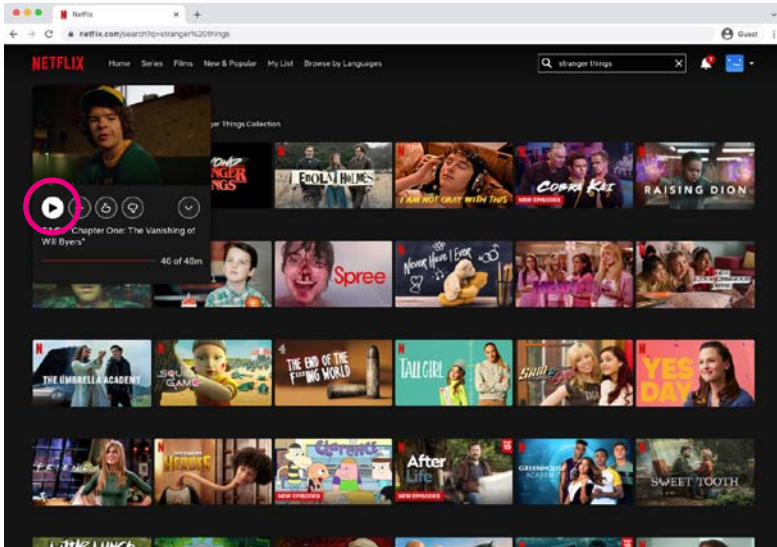 Netflix
netflix.com/search?q=stranger%20things
Guest
NETFLIX
Home Series Films New & Popular My List Browse by Languages
stranger things
ger Things Collection
ENOLA HOLMES
I AM NOT OKAY WITH THIS
COBRA KAI
NEW EPISODES
RAISING DION
"Chapter One: The Vanishing of
Will Byers"
46 of 48m
Spree
Never Have I Ever
THE UMBRELLA ACADEMY
SQUID
GAME
THE END OF THE
F***ING WORLD
TALL GIRL
SAM
YES
DAY
FRIENDS
CLARENCE
NEW EPISODES
After
Life
NEW EPISODES
GREENHOUSE
ACADEMY
SWEET TOOTH